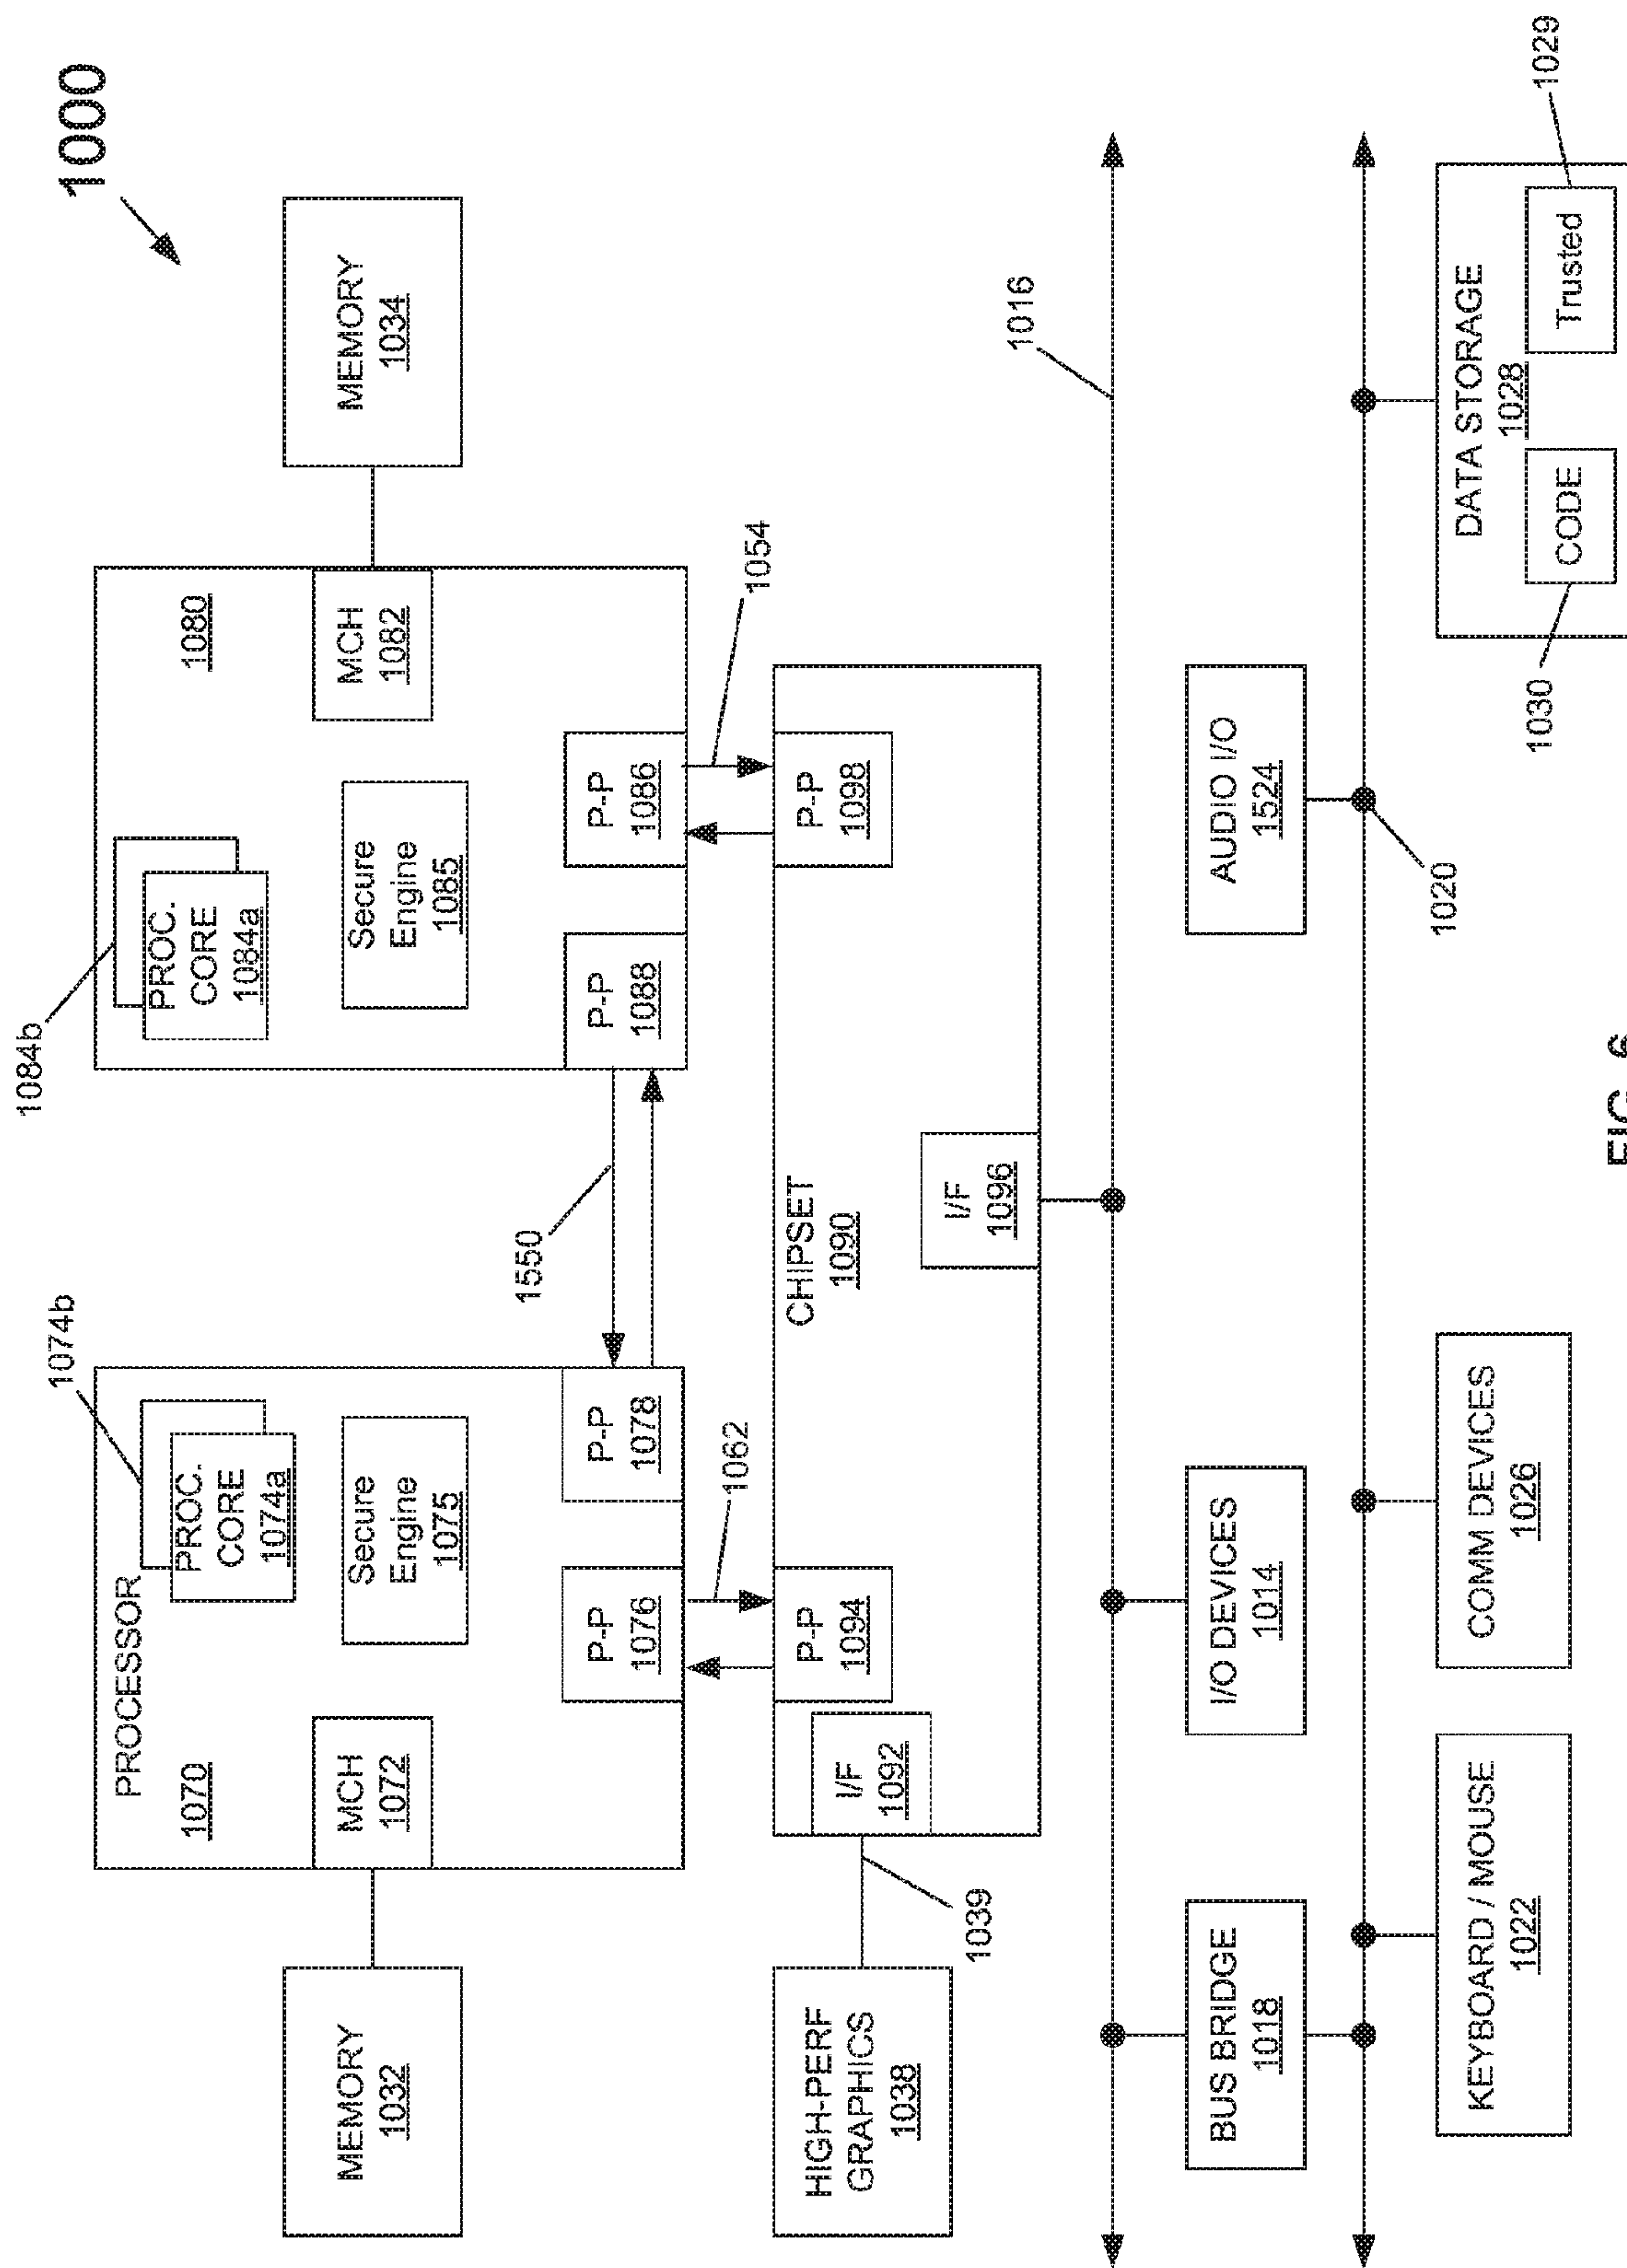 1000
1074b
1084b
PROCESSOR
1070
PROC.
CORE
1074a
PROC.
CORE
1084a
1080
MEMORY
1032
MCH
1072
Secure
Engine
1075
Secure
Engine
1085
MCH
1082
MEMORY
1034
1550
P-P
1076
P-P
1078
P-P
1088
P-P
1086
1062
1054
HIGH-PERF
GRAPHICS
1038
1039
I/F
1092
P-P
1094
CHIPSET
1090
P-P
1098
I/F
1096
1016
BUS BRIDGE
1018
I/O DEVICES
1014
AUDIO I/O
1524
1020
KEYBOARD / MOUSE
1022
COMM DEVICES
1026
DATA STORAGE
1028
1030
CODE
Trusted
1029
FIG. 6